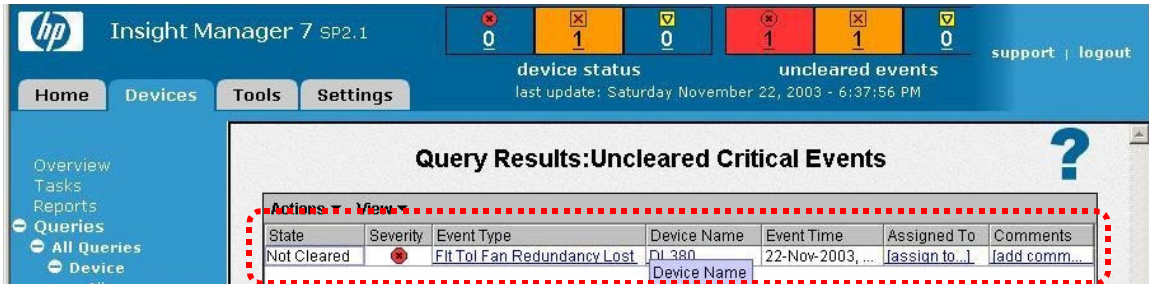 hp
Insight Manager 7 SP2.1
0 1 0 1 1 0
device status uncleared events
support | logout
last update: Saturday November 22, 2003 - 6:37:56 PM
Home Devices Tools Settings
Overview
Tasks
Reports
Queries
All Queries
Device
Query Results:Uncleared Critical Events
?
Actions View
State Severity Event Type Device Name Event Time Assigned To Comments
Not Cleared Flt Tol Fan Redundancy Lost DL380 22-Nov-2003, ... [assign to...] [add comm...
Device Name